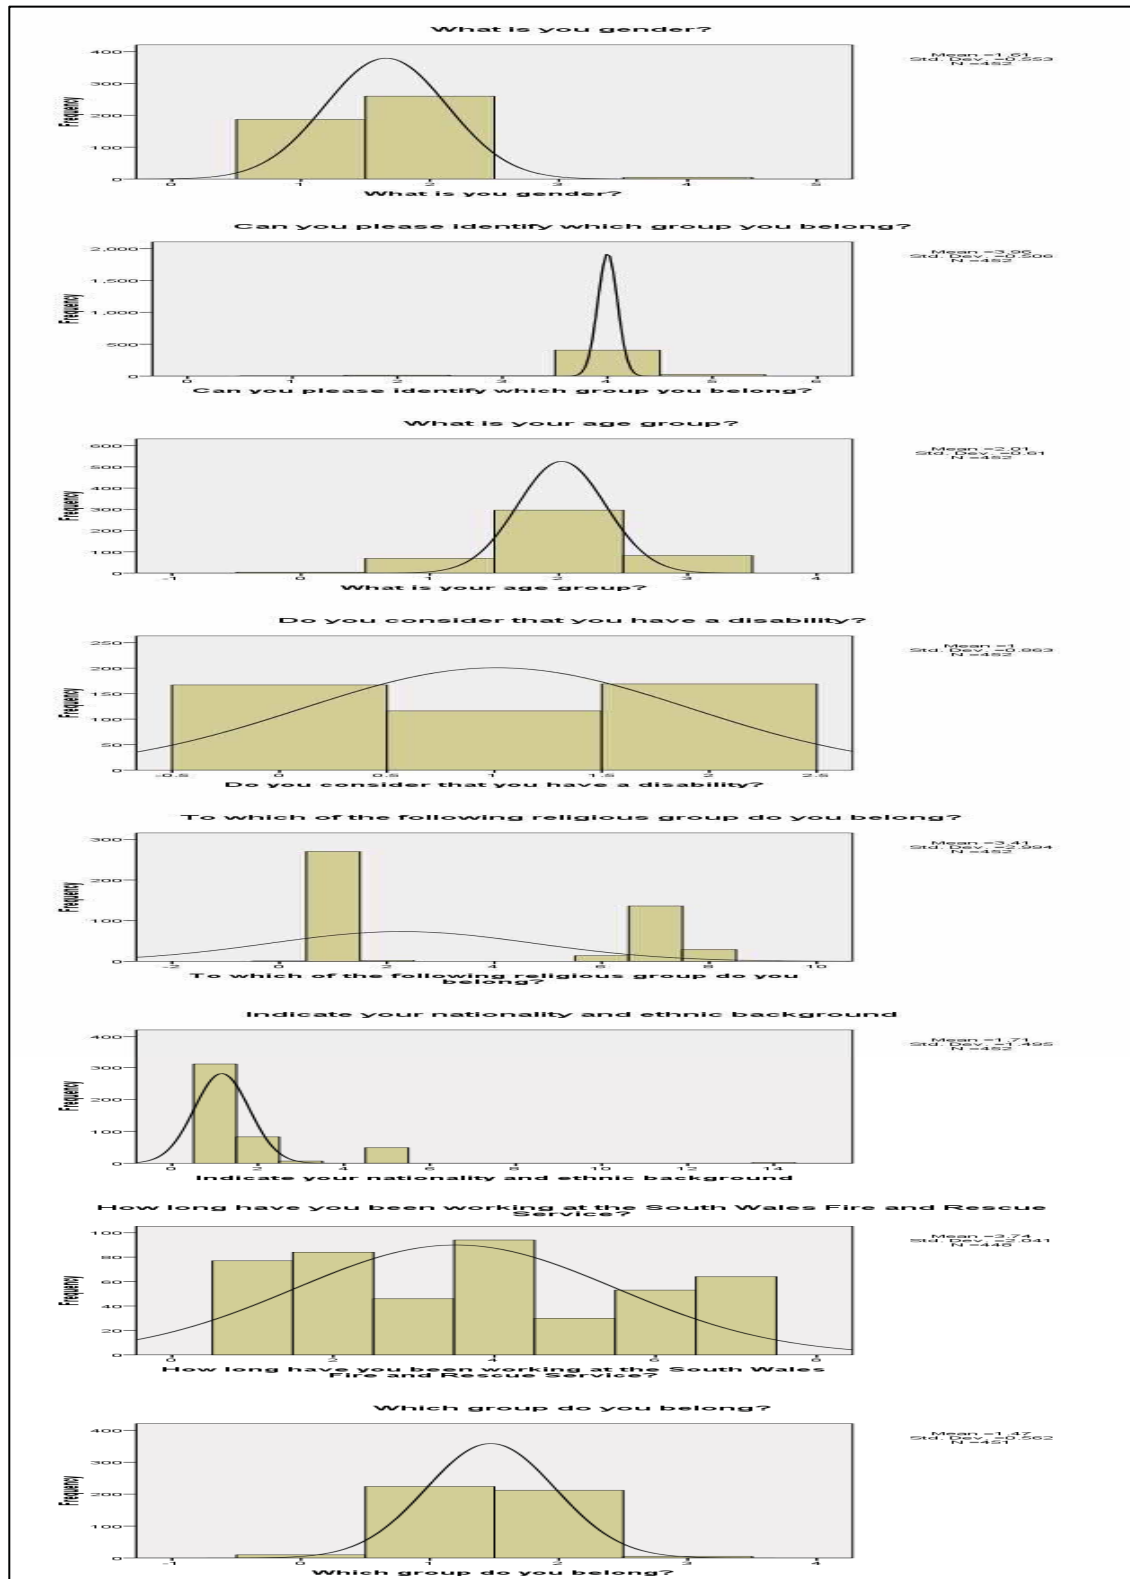 What is you gender?
400
300
200
100
0
Frequency
0 1 2 3 4 5
What is you gender?
Mean =1.61
Std. Dev. =0.553
N =452
Can you please identify which group you belong?
2,000
1,500
1,000
500
0
Frequency
0 1 2 3 4 5 6
Can you please identify which group you belong?
Mean =3.96
Std. Dev. =0.506
N =452
What is your age group?
600
500
400
300
200
100
0
Frequency
-1 0 1 2 3 4
What is your age group?
Mean =2.01
Std. Dev. =0.61
N =452
Do you consider that you have a disability?
250
200
150
100
50
0
Frequency
-0.5 0 0.5 1 1.5 2 2.5
Do you consider that you have a disability?
Mean =1
Std. Dev. =0.863
N =452
To which of the following religious group do you belong?
300
200
100
0
Frequency
-2 0 2 4 6 8 10
To which of the following religious group do you
belong?
Mean =3.41
Std. Dev. =2.994
N =452
Indicate your nationality and ethnic background
400
300
200
100
0
Frequency
0 2 4 6 8 10 12 14
Indicate your nationality and ethnic background
Mean =1.71
Std. Dev. =1.495
N =452
How long have you been working at the South Wales Fire and Rescue
Service?
100
80
60
40
20
0
Frequency
0 2 4 6 8
How long have you been working at the South Wales
Fire and Rescue Service?
Mean =3.74
Std. Dev. =2.041
N
Which group do you belong?
400
300
200
100
0
Frequency
-1 0 1 2 3 4
Which group do you belong?
Mean =1.47
Std. Dev. =0.562
N =451